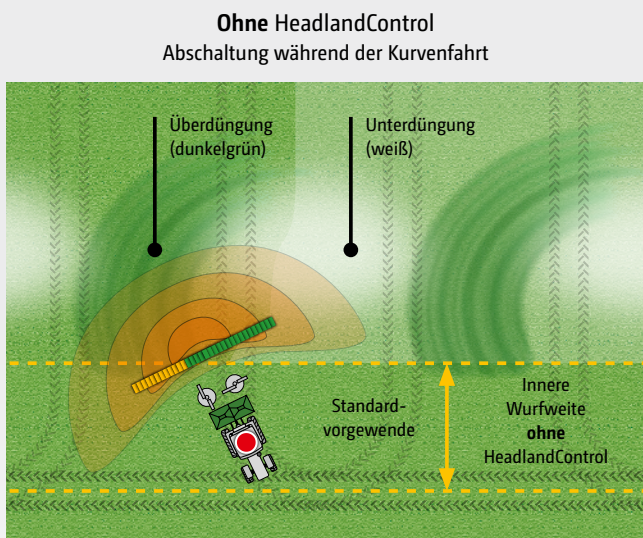 Ohne HeadlandControl
Abschaltung während der Kurvenfahrt
Überdüngung
(dunkelgrün)
Unterdüngung
(weiß)
Standard-
vorgewende
Innere
Wurfweite
ohne
HeadlandControl